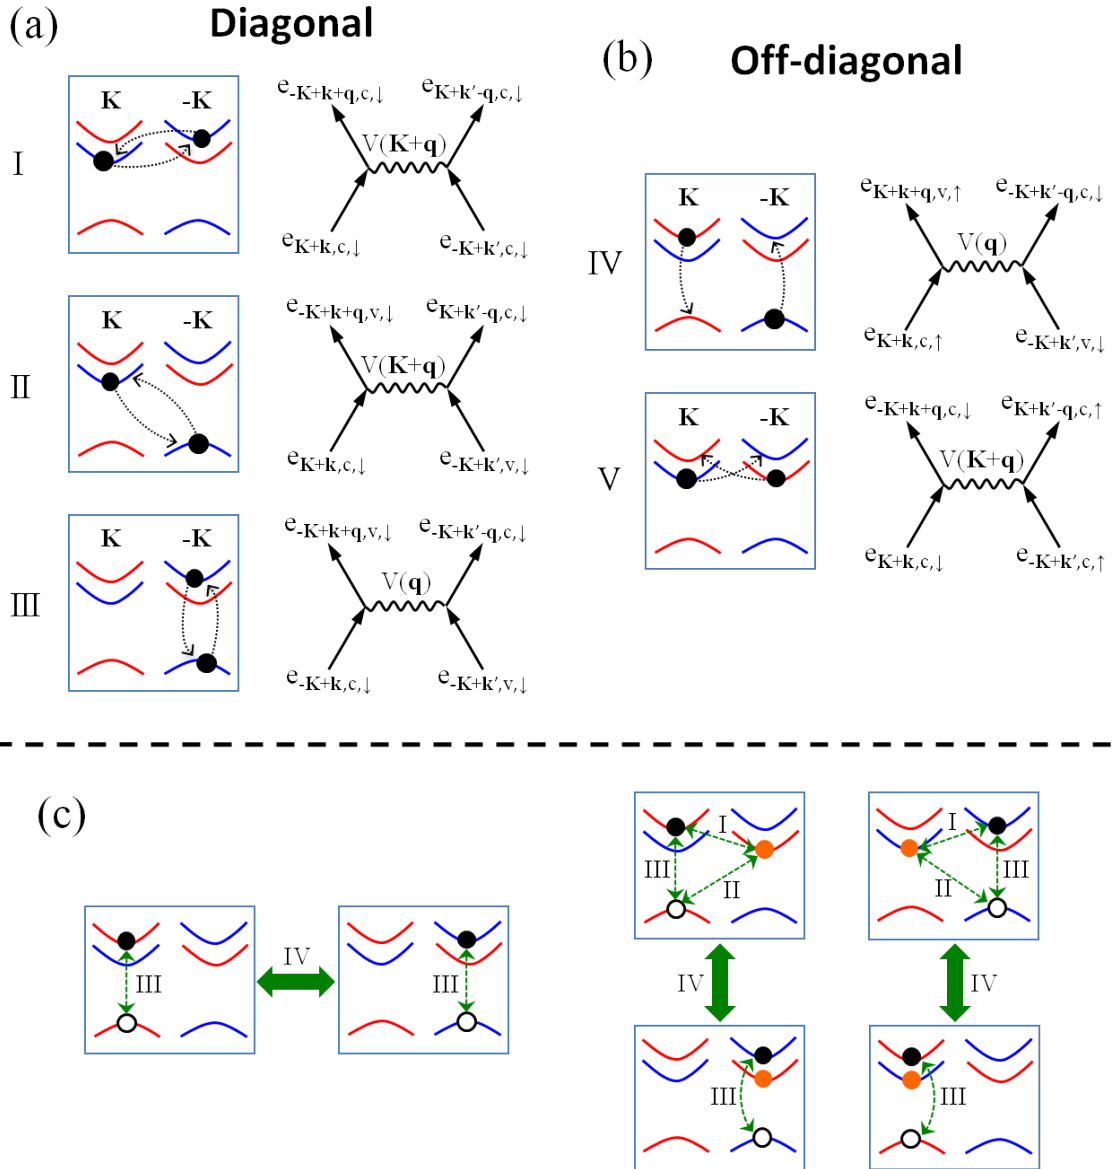 (a)
Diagonal
I
K -K
e-K+k+q,c,↓ eK+k′-q,c,↓
V(K+q)
eK+k,c,↓ e-K+k′,c,↓
II
K -K
e-K+k+q,v,↓ eK+k′-q,c,↓
V(K+q)
eK+k,c,↓ e-K+k′,v,↓
III
K -K
e-K+k+q,v,↓ e-K+k′-q,c,↓
V(q)
e-K+k,c,↓ e-K+k′,v,↓
(b)
Off-diagonal
IV
K -K
eK+k+q,v,↑ e-K+k′-q,c,↓
V(q)
eK+k,c,↑ e-K+k′,v,↓
V
K -K
e-K+k+q,c,↓ eK+k′-q,c,↑
V(K+q)
eK+k,c,↓ e-K+k′,c,↑
(c)
III
IV
III
I
III
II
I
II
III
IV
IV
III
III